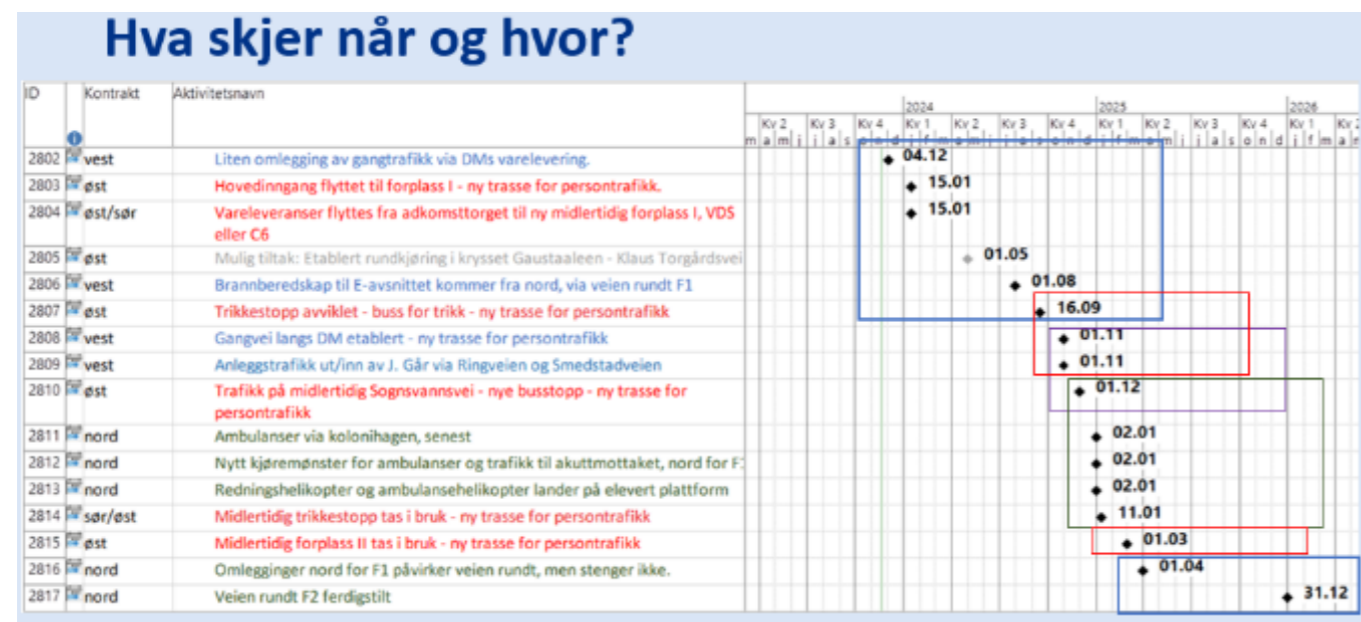 Hva skjer når og hvor?
ID Kontrakt Aktivitetsnavn
2024 2025 2026
Kv 2 Kv 3 Kv 4 Kv 1 Kv 2 Kv 3 Kv 4 Kv 1 Kv 2 Kv 3 Kv 4 Kv 1 Kv 2
m a m j j a s o n d j f m a m j j a s o n d j f m a m j j a s o n d j f m a
2802 vest Liten omlegging av gangtrafikk via DMs varelevering. 04.12
2803 øst Hovedinngang flyttet til forplass I - ny trasse for persontrafikk. 15.01
2804 øst/sør Vareleveranser flyttes fra adkomsttorget til ny midlertidig forplass I, VDS 15.01
eller C6
2805 øst Mulig tiltak: Etablert rundkjøring i krysset Gaustaaleen - Klaus Torgårdsvei 01.05
2806 vest Brannberedskap til E-avsnittet kommer fra nord, via veien rundt F1 01.08
2807 øst Trikkestopp avviklet - buss for trikk - ny trasse for persontrafikk 16.09
2808 vest Gangvei langs DM etablert - ny trasse for persontrafikk 01.11
2809 vest Anleggstrafikk ut/inn av J. Går via Ringveien og Smedstadveien 01.11
2810 øst Trafikk på midlertidig Sognsvannsvei - nye busstopp - ny trasse for 01.12
persontrafikk
2811 nord Ambulanser via kolonihagen, senest 02.01
2812 nord Nytt kjøremønster for ambulanser og trafikk til akuttmottaket, nord for 02.01
2813 nord Redningshelikopter og ambulansehelikopter lander på elevert plattform 02.01
2814 sør/øst Midlertidig trikkestopp tas i bruk - ny trasse for persontrafikk 11.01
2815 øst Midlertidig forplass II tas i bruk - ny trasse for persontrafikk 01.03
2816 nord Omlegginger nord for F1 påvirker veien rundt, men stenger ikke. 01.04
2817 nord Veien rundt F2 ferdigstilt 31.12